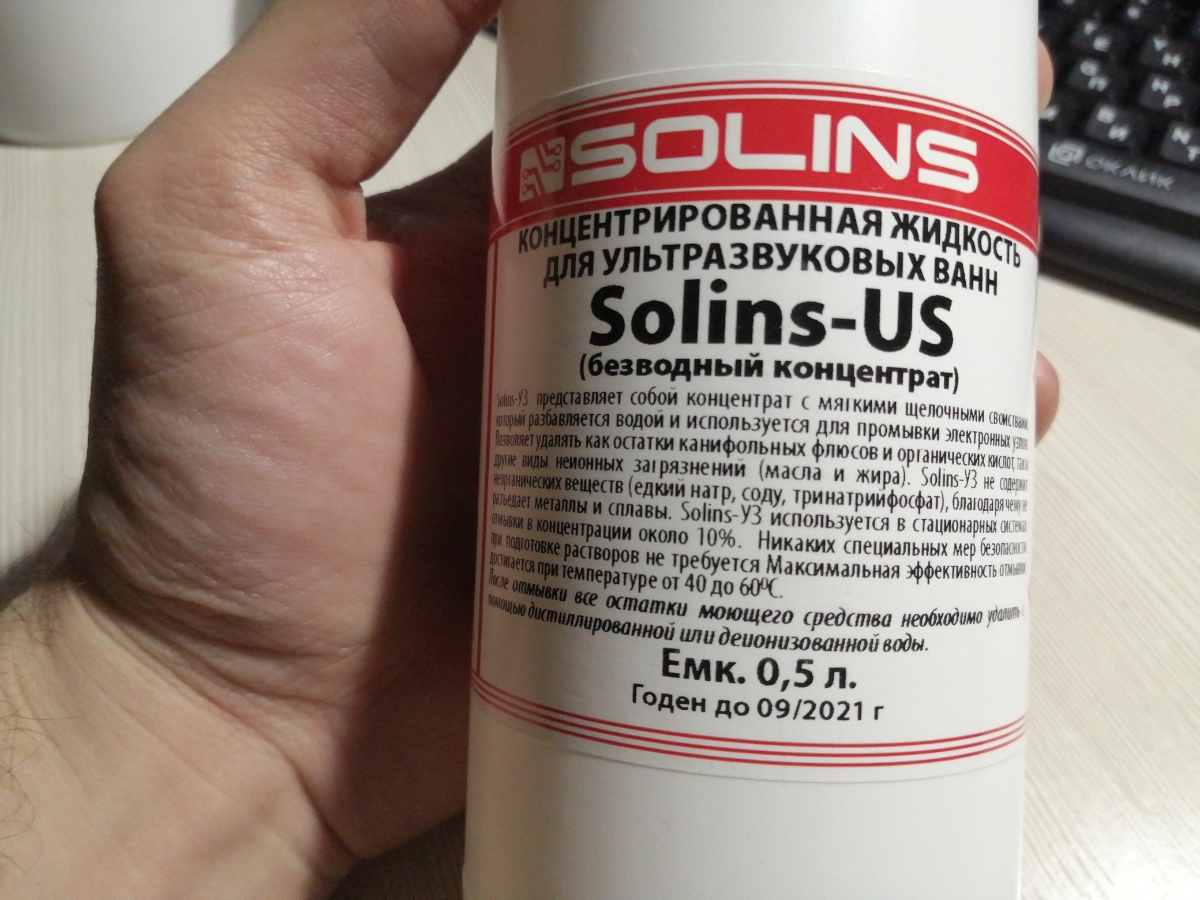 SOLINS
КОНЦЕНТРИРОВАННАЯ ЖИДКОСТЬ
ДЛЯ УЛЬТРАЗВУКОВЫХ ВАНН
Solins-US
(безводный концентрат)
Solins-УЗ представляет собой концентрат с мягкими щелочными свойствами,
который разбавляется водой и используется для промывки электронных узлов.
Позволяет удалять как остатки канифольных флюсов и органических кислот, так и
другие виды неионных загрязнений (масла и жира). Solins-УЗ не содержит
неорганических веществ (едкий натр, соду, тринатрийфосфат), благодаря чему не
разъедает металлы и сплавы. Solins-УЗ используется в стационарных системах
отмывки в концентрации около 10%. Никаких специальных мер безопасности
при подготовке растворов не требуется Максимальная эффективность отмывки
достигается при температуре от 40 до 60ºС.
После отмывки все остатки моющего средства необходимо удалить с
помощью дистиллированной или деионизованной воды.
Емк. 0,5 л.
Годен до 09/2021 г
ОКЛИК